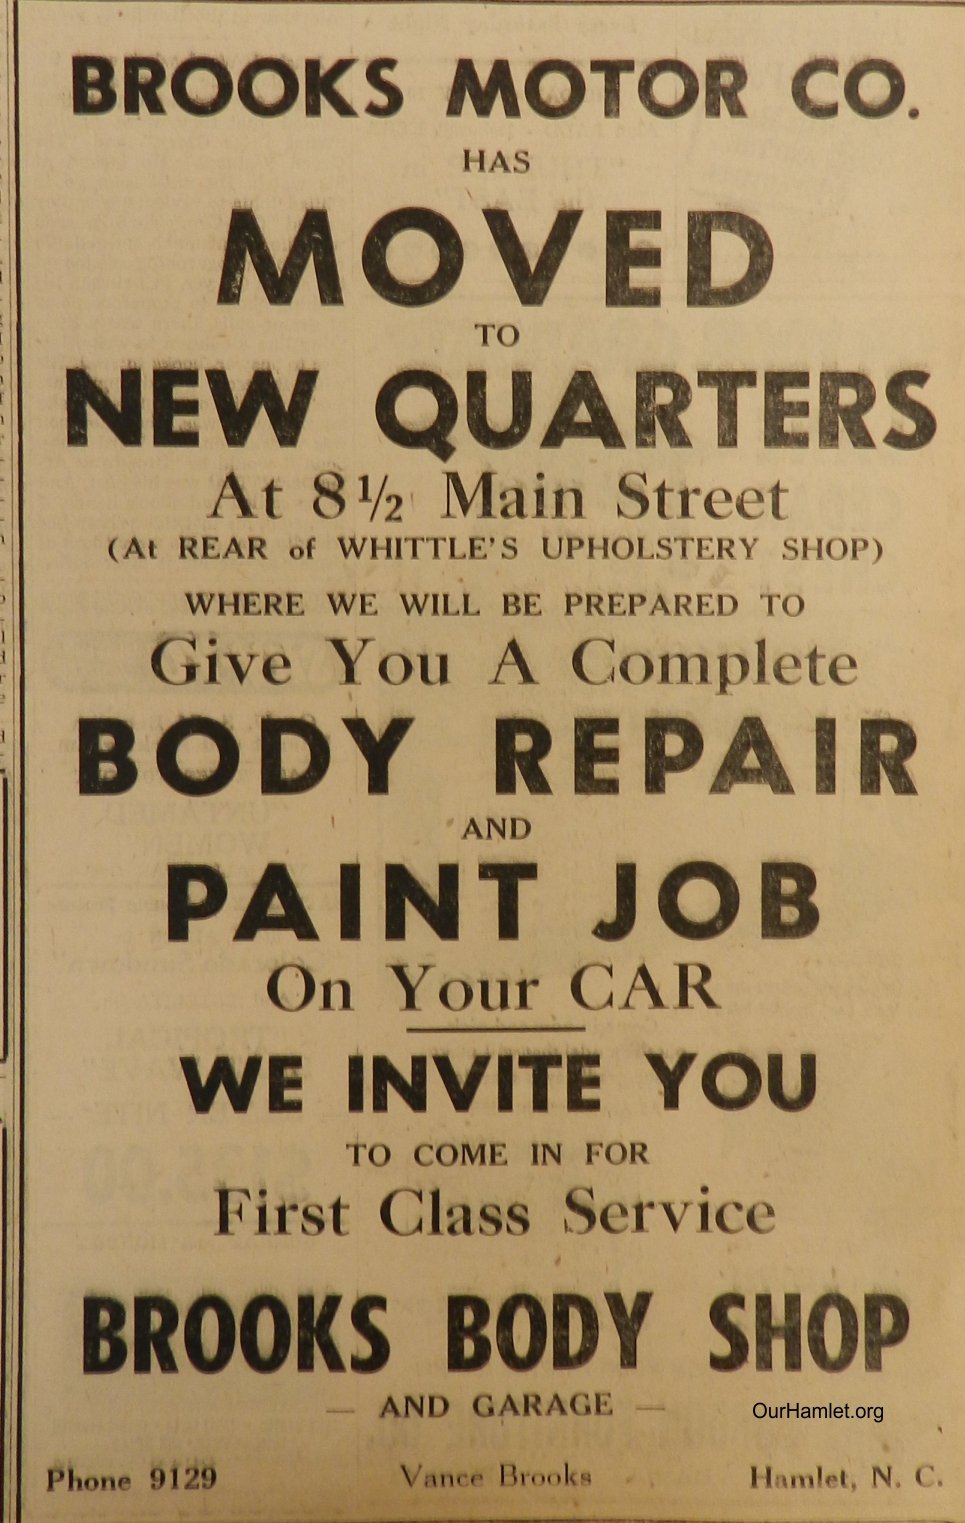 BROOKS MOTOR CO.
HAS
MOVED
TO
NEW QUARTERS
At 8 1/2 Main Street
(At REAR of WHITTLE'S UPHOLSTERY SHOP)
WHERE WE WILL BE PREPARED TO
Give You A Complete
BODY REPAIR
AND
PAINT JOB
On Your CAR
WE INVITE YOU
TO COME IN FOR
First Class Service
BROOKS BODY SHOP
— AND GARAGE —
OurHamlet.org
Phone 9129 Vance Brooks Hamlet, N. C.